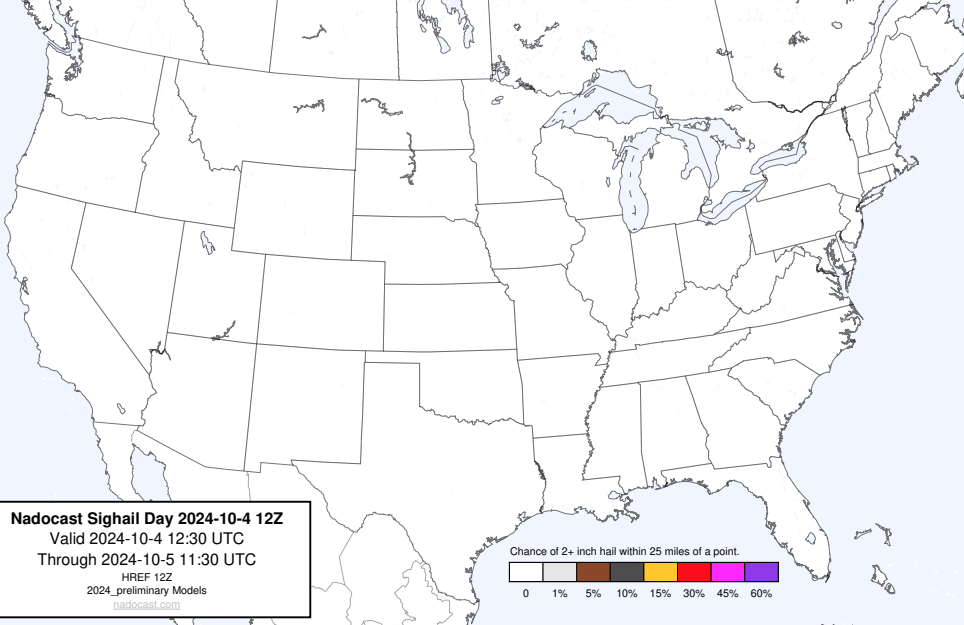 Nadocast Sighail Day 2024-10-4 12Z
Valid 2024-10-4 12:30 UTC
Through 2024-10-5 11:30 UTC
HREF 12Z
2024_preliminary Models
nadocast.com
Chance of 2+ inch hail within 25 miles of a point.
0 1% 5% 10% 15% 30% 45% 60%